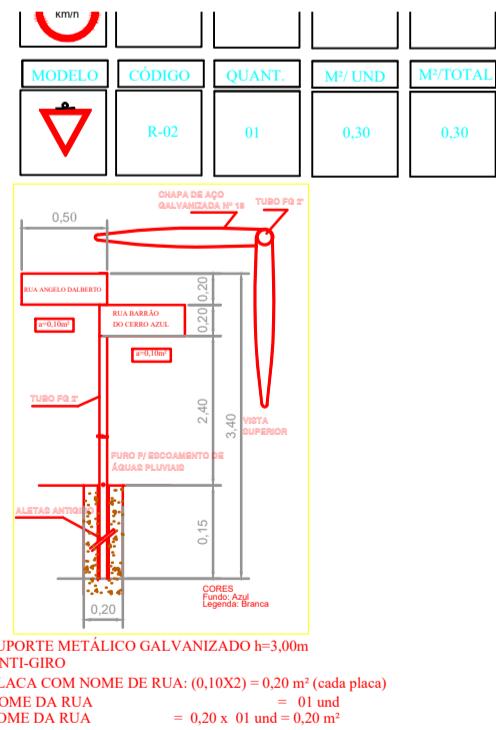 km/h
MODELO CÓDIGO QUANT. M²/ UND M²/TOTAL
R-02 01 0,30 0,30
CHAPA DE AÇO
GALVANIZADA Nº 18
TUBO FG 2"
0,50
RUA ANGELO DALBERTO
0,20
RUA BARRÃO
DO CERRO AZUL
0,20
a=0,10m²
a=0,10m²
TUBO FG 2"
2,40
3,40
VISTA
SUPERIOR
FURO P/ ESCOAMENTO DE
ÁGUAS PLUVIAIS
ALETAS ANTIGIRO
0,15
0,20
CORES
Fundo: Azul
Legenda: Branca
UPORTE METÁLICO GALVANIZADO h=3,00m
NTI-GIRO
LACA COM NOME DE RUA: (0,10X2) = 0,20 m² (cada placa)
OME DA RUA = 01 und
OME DA RUA = 0,20 x 01 und = 0,20 m²